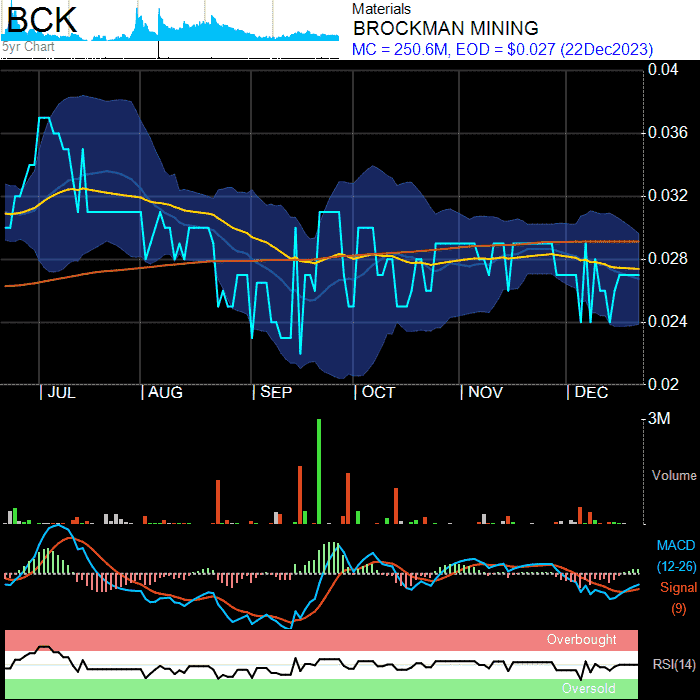 BCK
5yr Chart
Materials
BROCKMAN MINING
MC = 250.6M, EOD = $0.027 (22Dec2023)
0.04
0.036
0.032
0.028
0.024
0.02
JUL AUG SEP OCT NOV DEC
3M
Volume
MACD
(12-26)
Signal
(9)
Overbought
RSI(14)
Oversold